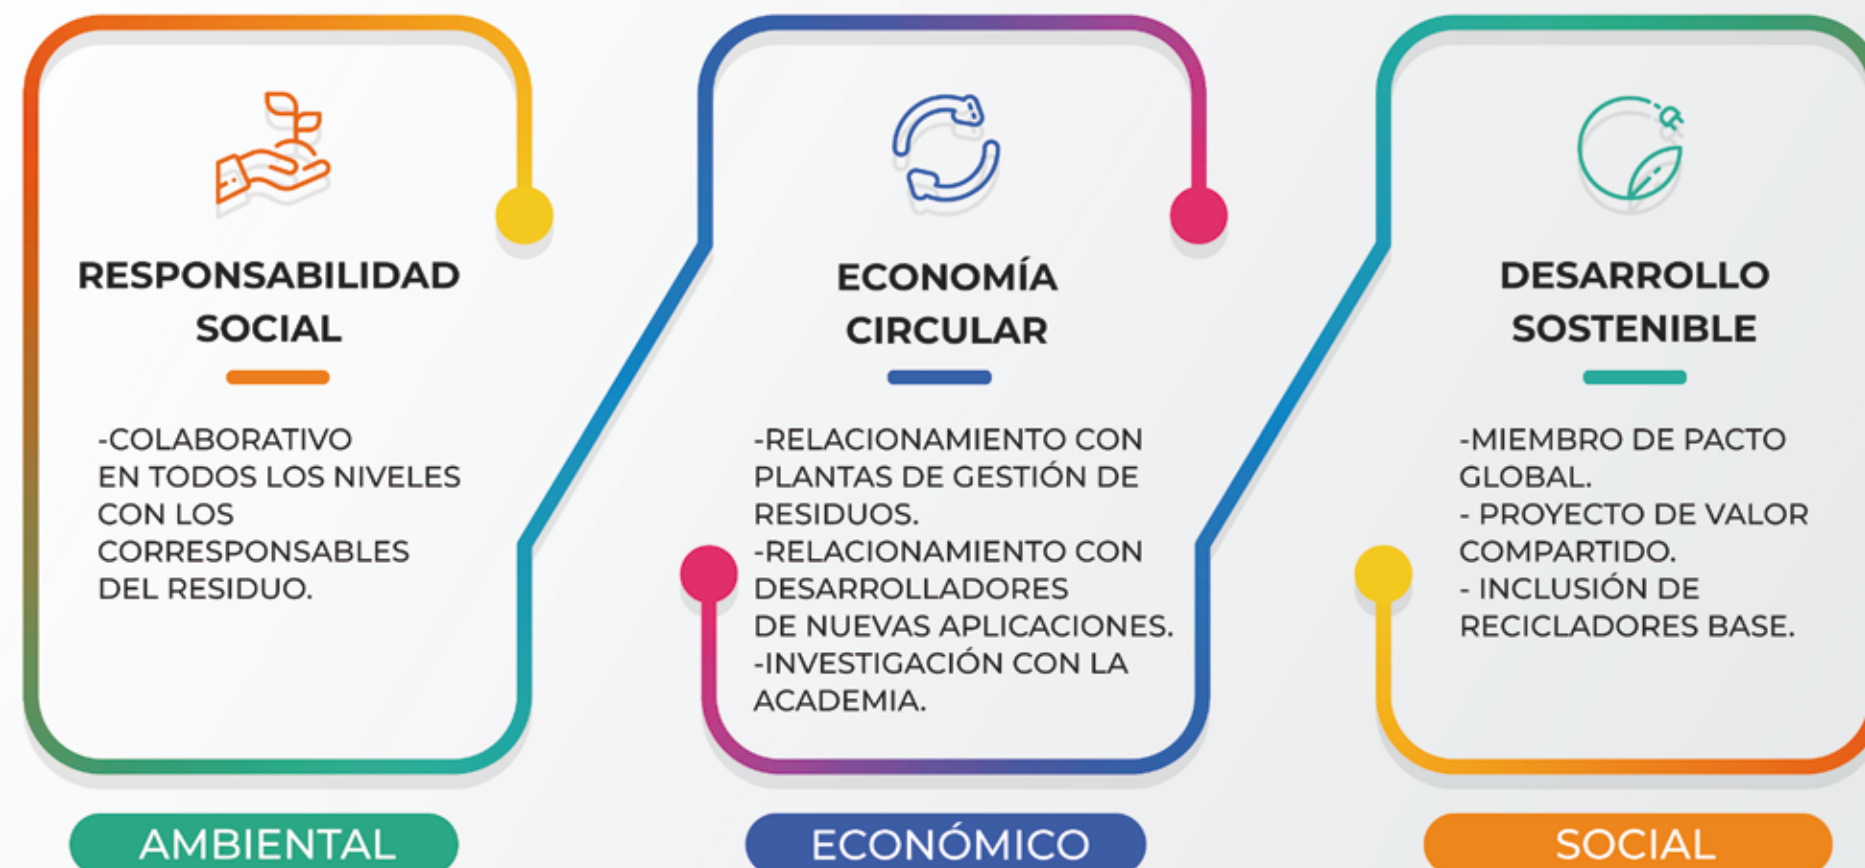 RESPONSABILIDAD
SOCIAL
-COLABORATIVO
EN TODOS LOS NIVELES
CON LOS
CORRESPONSABLES
DEL RESIDUO.
AMBIENTAL
ECONOMÍA
CIRCULAR
-RELACIONAMIENTO CON
PLANTAS DE GESTIÓN DE
RESIDUOS.
-RELACIONAMIENTO CON
DESARROLLADORES
DE NUEVAS APLICACIONES.
-INVESTIGACIÓN CON LA
ACADEMIA.
ECONÓMICO
DESARROLLO
SOSTENIBLE
-MIEMBRO DE PACTO
GLOBAL.
- PROYECTO DE VALOR
COMPARTIDO.
- INCLUSIÓN DE
RECICLADORES BASE.
SOCIAL